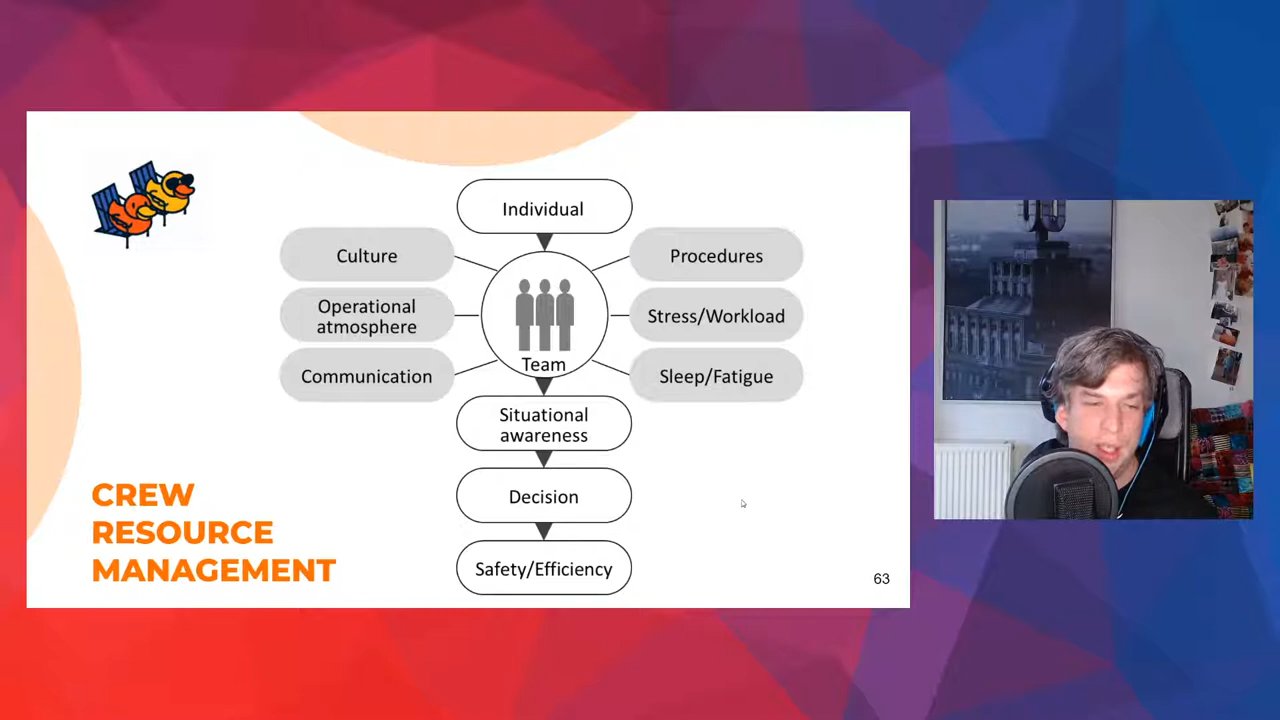 Individual
Culture
Procedures
Operational
atmosphere
Stress/Workload
Communication
Team
Sleep/Fatigue
Situational
awareness
Decision
Safety/Efficiency
CREW
RESOURCE
MANAGEMENT
63